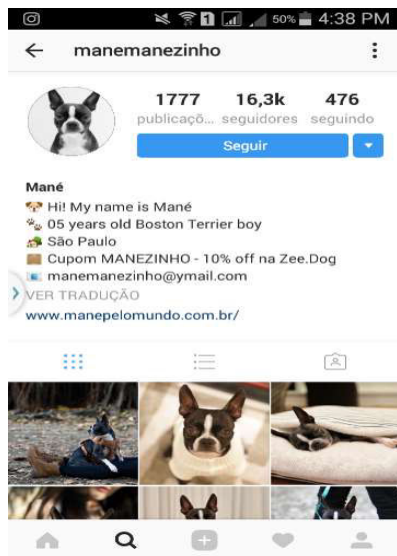 50% 4:38 PM
manemanezinho
1777 16,3k 476
publicaçõ... seguidores seguindo
Seguir
Mané
Hi! My name is Mané
05 years old Boston Terrier boy
São Paulo
Cupom MANEZINHO - 10% off na Zee.Dog
manemanezinho@ymail.com
VER TRADUÇÃO
www.manepelomundo.com.br/